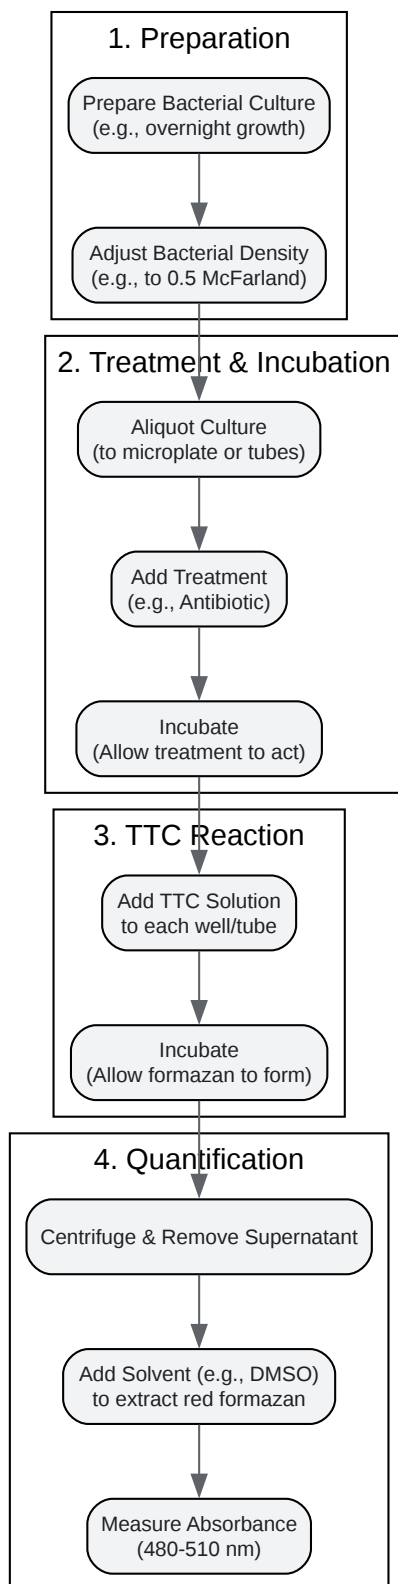 1. Preparation
Prepare Bacterial Culture
(e.g., overnight growth)
Adjust Bacterial Density
(e.g., to 0.5 McFarland)
2. Treatment & Incubation
Aliquot Culture
(to microplate or tubes)
Add Treatment
(e.g., Antibiotic)
Incubate
(Allow treatment to act)
3. TTC Reaction
Add TTC Solution
to each well/tube
Incubate
(Allow formazan to form)
4. Quantification
Centrifuge & Remove Supernatant
Add Solvent (e.g., DMSO)
to extract red formazan
Measure Absorbance
(480-510 nm)